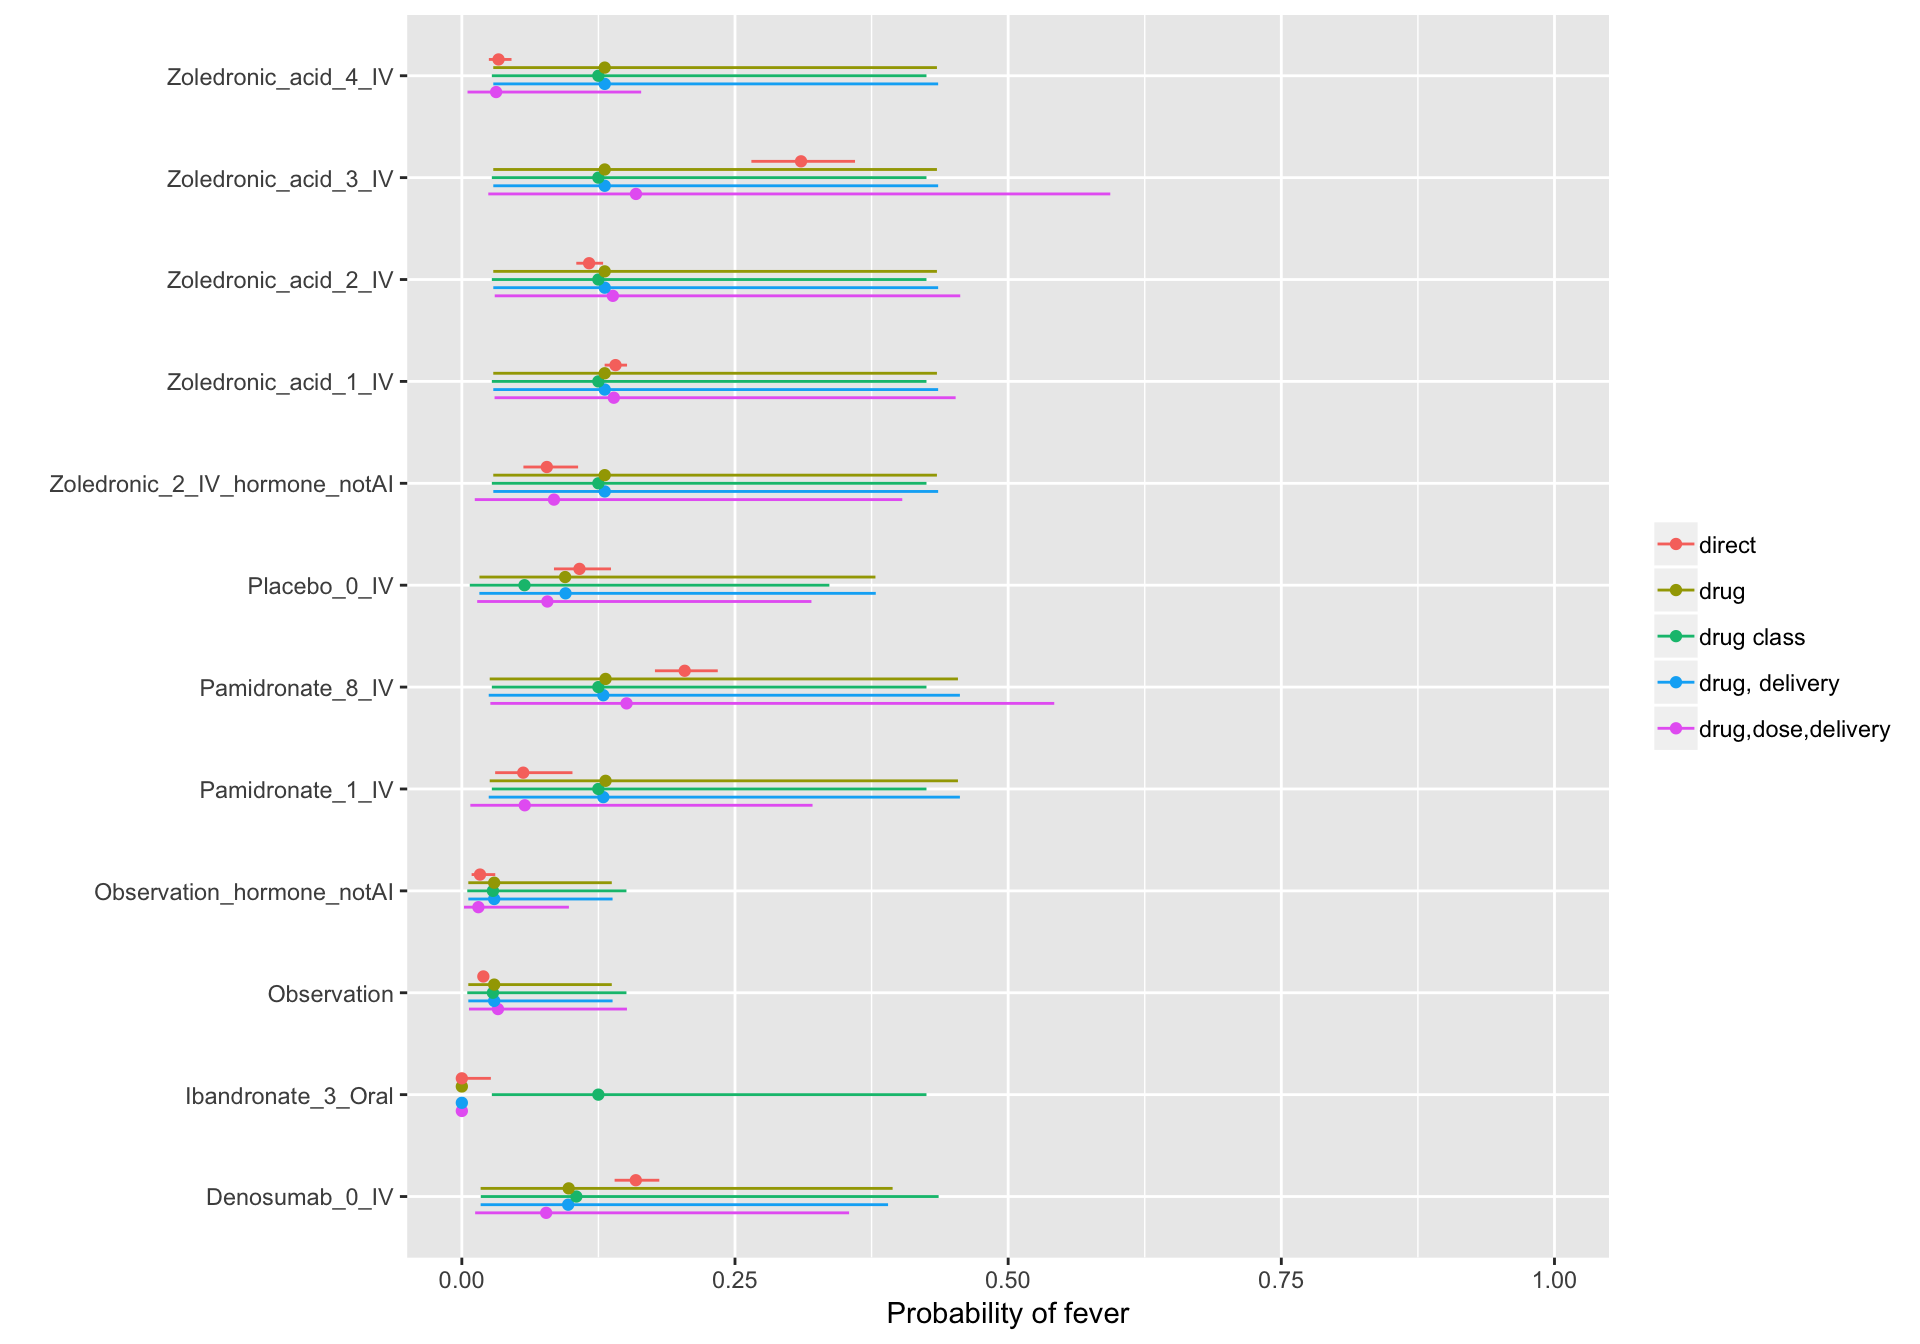 Zoledronic_acid_4_IV
Zoledronic_acid_3_IV
Zoledronic_acid_2_IV
Zoledronic_acid_1_IV
Zoledronic_2_IV_hormone_notAI
Placebo_0_IV
Pamidronate_8_IV
Pamidronate_1_IV
Observation_hormone_notAI
Observation
Ibandronate_3_Oral
Denosumab_0_IV
0.00 0.25 0.50 0.75 1.00
Probability of fever
direct
drug
drug class
drug, delivery
drug,dose,delivery